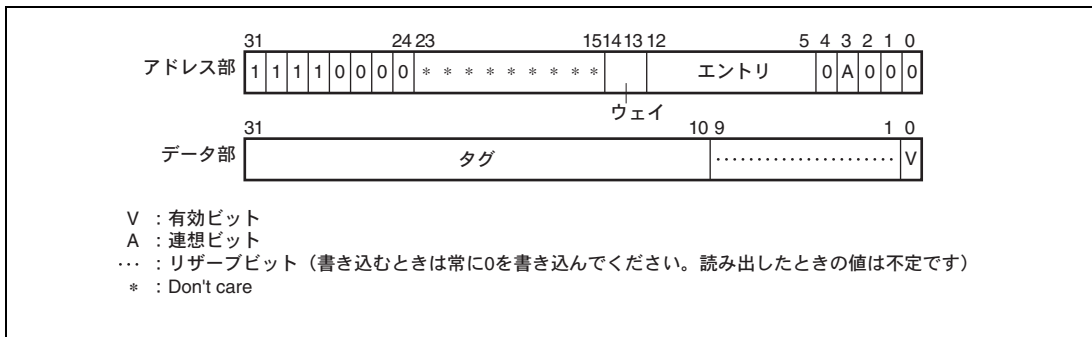 31 24 23 15 14 13 12 5 4 3 2 1 0
アドレス部 1 1 1 1 0 0 0 0 * * * * * * * * * エントリ 0 A 0 0 0
ウェイ
31 10 9 1 0
データ部 タグ ...................... V
V :有効ビット
A :連想ビット
… :リザーブビット(書き込むときは常に0を書き込んでください。読み出したときの値は不定です)
* :Don't care